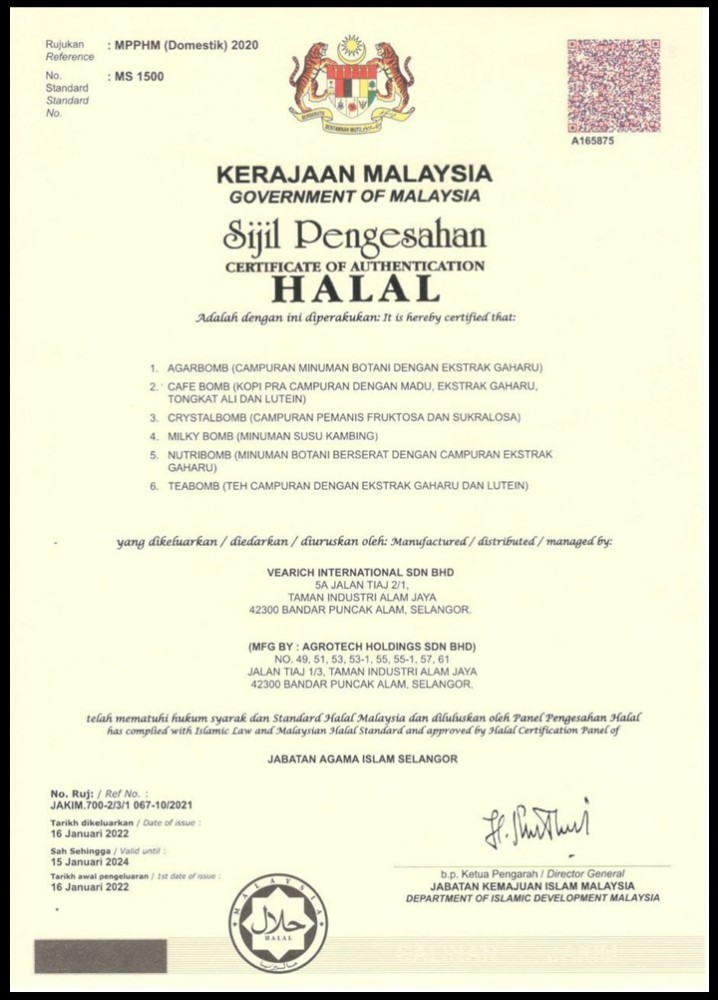 Rujukan : MPPHM (Domestik) 2020
Reference
No. : MS 1500
Standard
Standard
No.
A165875
KERAJAAN MALAYSIA
GOVERNMENT OF MALAYSIA
Sijil Pengesahan
CERTIFICATE OF AUTHENTICATION
HALAL
Adalah dengan ini diperakukan: It is hereby certified that:
1. AGARBOMB (CAMPURAN MINUMAN BOTANI DENGAN EKSTRAK GAHARU)
2. CAFE BOMB (KOPI PRA CAMPURAN DENGAN MADU, EKSTRAK GAHARU,
TONGKAT ALI DAN LUTEIN)
3. CRYSTALBOMB (CAMPURAN PEMANIS FRUKTOSA DAN SUKRALOSA)
4. MILKY BOMB (MINUMAN SUSU KAMBING)
5. NUTRIBOMB (MINUMAN BOTANI BERSERAT DENGAN CAMPURAN EKSTRAK
GAHARU)
6. TEABOMB (TEH CAMPURAN DENGAN EKSTRAK GAHARU DAN LUTEIN)
yang dikeluarkan / diedarkan / diuruskan oleh: Manufactured / distributed / managed by:
VEARICH INTERNATIONAL SDN BHD
5A JALAN TIAJ 2/1,
TAMAN INDUSTRI ALAM JAYA
42300 BANDAR PUNCAK ALAM, SELANGOR.
(MFG BY : AGROTECH HOLDINGS SDN BHD)
NO. 49, 51, 53, 53-1, 55, 55-1, 57, 61
JALAN TIAJ 1/3, TAMAN INDUSTRI ALAM JAYA
42300 BANDAR PUNCAK ALAM, SELANGOR.
telah mematuhi hukum syarak dan Standard Halal Malaysia dan diluluskan oleh Panel Pengesahan Halal
has complied with Islamic Law and Malaysian Halal Standard and approved by Halal Certification Panel of
JABATAN AGAMA ISLAM SELANGOR
No. Ruj: / Ref No. :
JAKIM.700-2/3/1 067-10/2021
Tarikh dikeluarkan / Date of issue :
16 Januari 2022
Sah Sehingga / Valid until :
15 Januari 2024
Tarikh awal pengeluaran / 1st date of issue :
16 Januari 2022
b.p. Ketua Pengarah / Director General
JABATAN KEMAJUAN ISLAM MALAYSIA
DEPARTMENT OF ISLAMIC DEVELOPMENT MALAYSIA
MALAYSIA
حلال
HALAL
ماليزيا